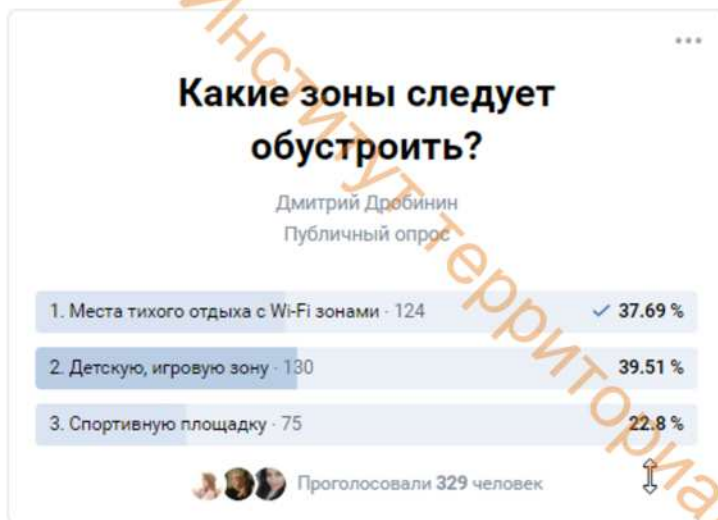 Какие зоны следует
обустроить?
Дмитрий Дробинин
Публичный опрос
1. Места тихого отдыха с Wi-Fi зонами · 124 37.69 %
2. Детскую, игровую зону · 130 39.51 %
3. Спортивную площадку · 75 22.8 %
Проголосовали 329 человек
Институт территориа